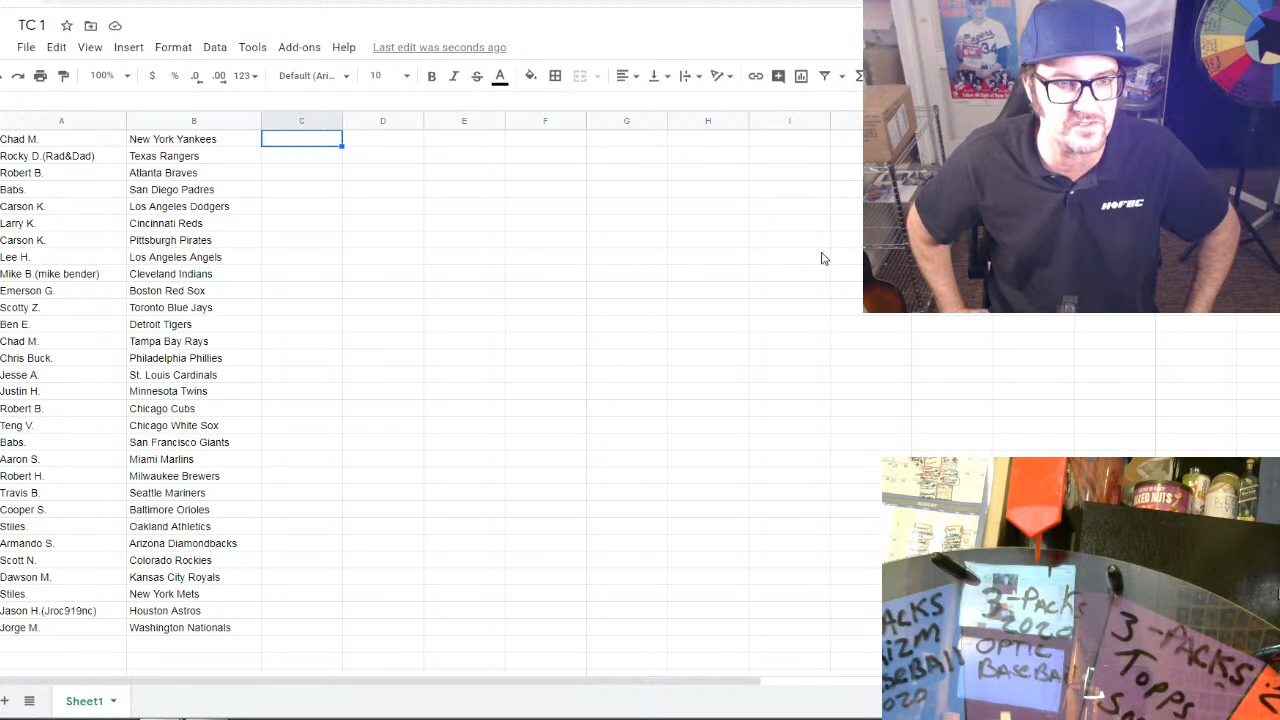 TC 1
File Edit View Insert Format Data Tools Add-ons Help Last edit was seconds ago
100% $ % .0 .00 123 Default (Ari... 10 B I S A
A B C D E F G H I
Chad M. New York Yankees
Rocky D.(Rad&Dad) Texas Rangers
Robert B. Atlanta Braves
Babs. San Diego Padres
Carson K. Los Angeles Dodgers
Larry K. Cincinnati Reds
Carson K. Pittsburgh Pirates
Lee H. Los Angeles Angels
Mike B.(mike bender) Cleveland Indians
Emerson G. Boston Red Sox
Scotty Z. Toronto Blue Jays
Ben E. Detroit Tigers
Chad M. Tampa Bay Rays
Chris Buck. Philadelphia Phillies
Jesse A. St. Louis Cardinals
Justin H. Minnesota Twins
Robert B. Chicago Cubs
Teng V. Chicago White Sox
Babs. San Francisco Giants
Aaron S. Miami Marlins
Robert H. Milwaukee Brewers
Travis B. Seattle Mariners
Cooper S. Baltimore Orioles
Stiles. Oakland Athletics
Armando S. Arizona Diamondbacks
Scott N. Colorado Rockies
Dawson M. Kansas City Royals
Stiles. New York Mets
Jason H.(Jroc919nc) Houston Astros
Jorge M. Washington Nationals
Sheet1
34
LA
HOFBC
MIXED NUTS
3-PACKS
2020
OPTIC
BASEBA
3-PACKS
TOPPS